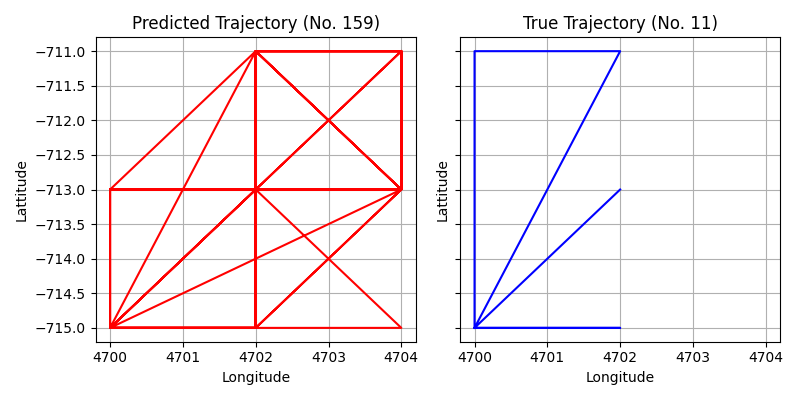 Predicted Trajectory (No. 159)
True Trajectory (No. 11)
Lattitude
−711.0
−711.5
−712.0
−712.5
−713.0
−713.5
−714.0
−714.5
−715.0
4700 4701 4702 4703 4704
Longitude
Lattitude
4700 4701 4702 4703 4704
Longitude